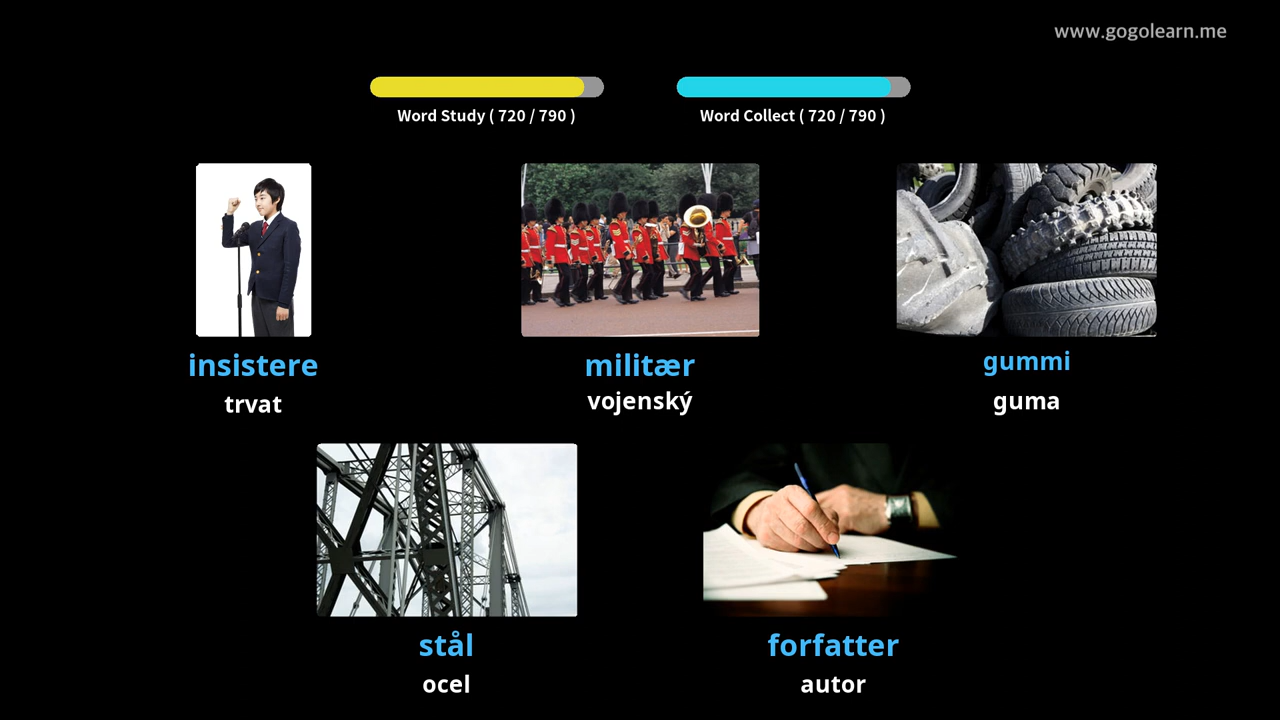 www.gogolearn.me
Word Study ( 720 / 790 )
Word Collect ( 720 / 790 )
insistere
trvat
militær
vojenský
gummi
guma
stål
ocel
forfatter
autor